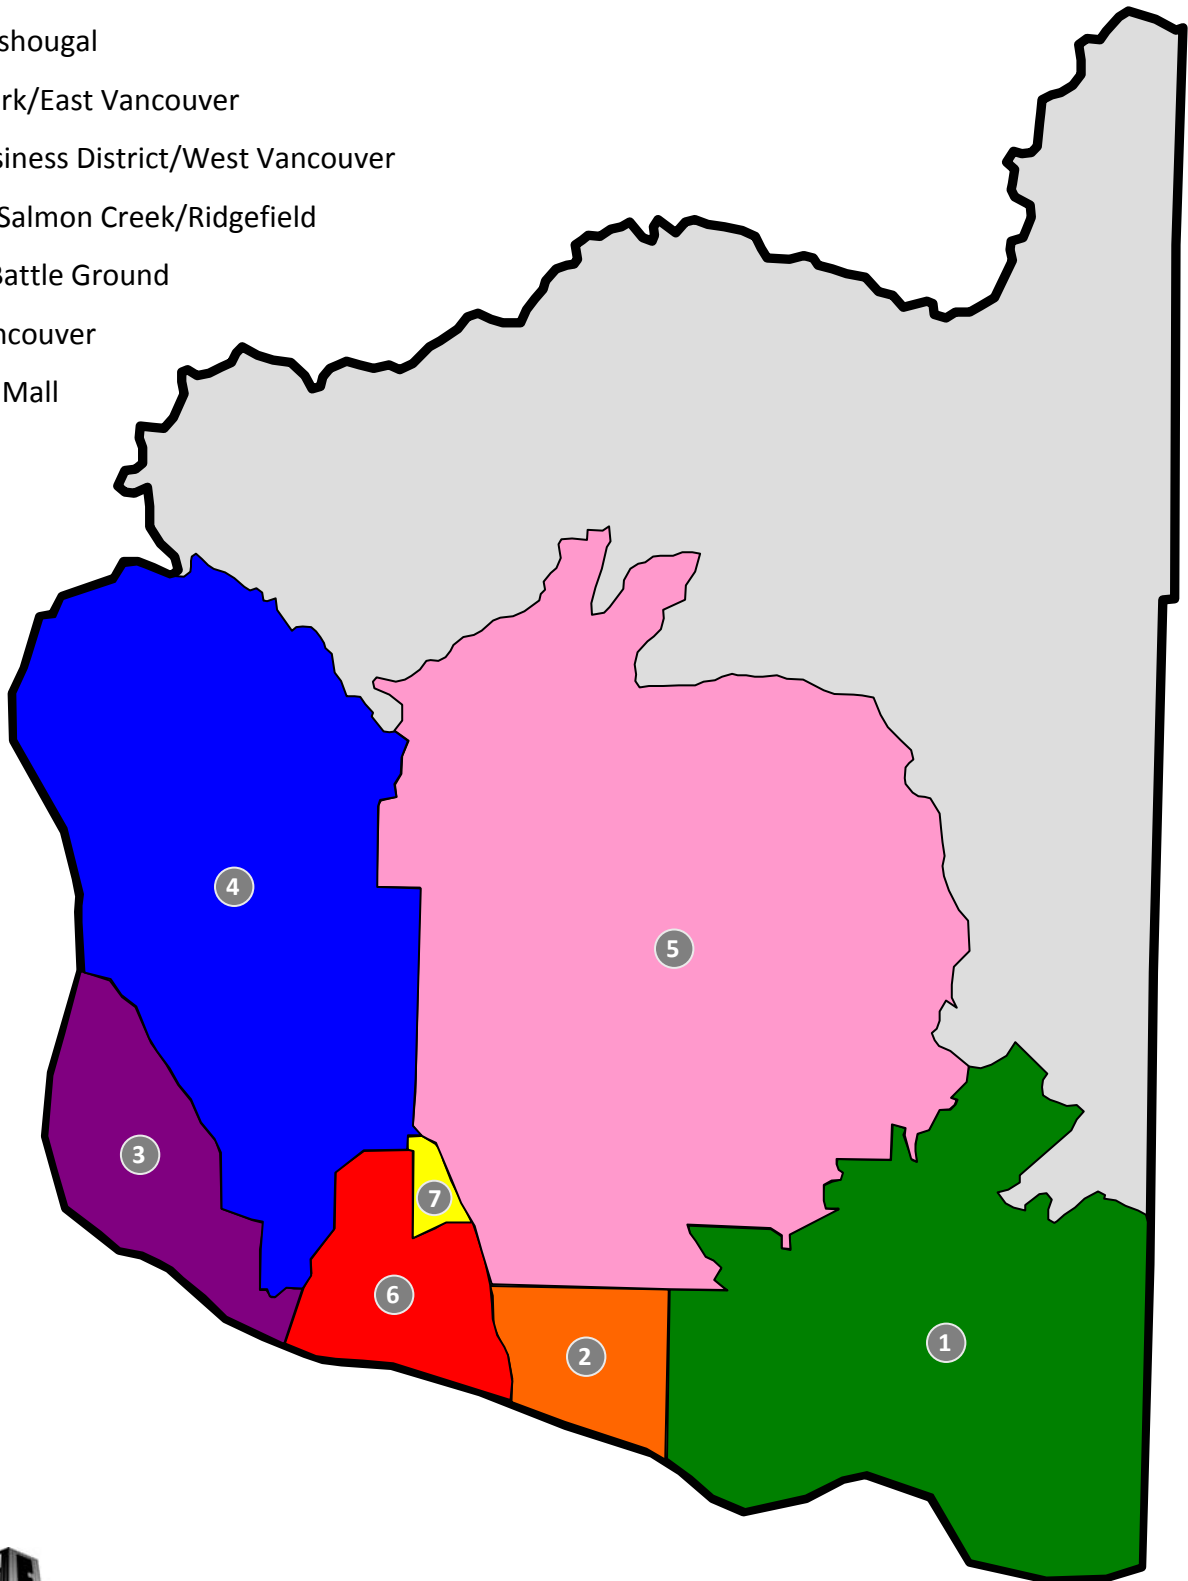 shougal
rk/East Vancouver
siness District/West Vancouver
Salmon Creek/Ridgefield
Battle Ground
ncouver
Mall
4
5
3
7
6
2
1